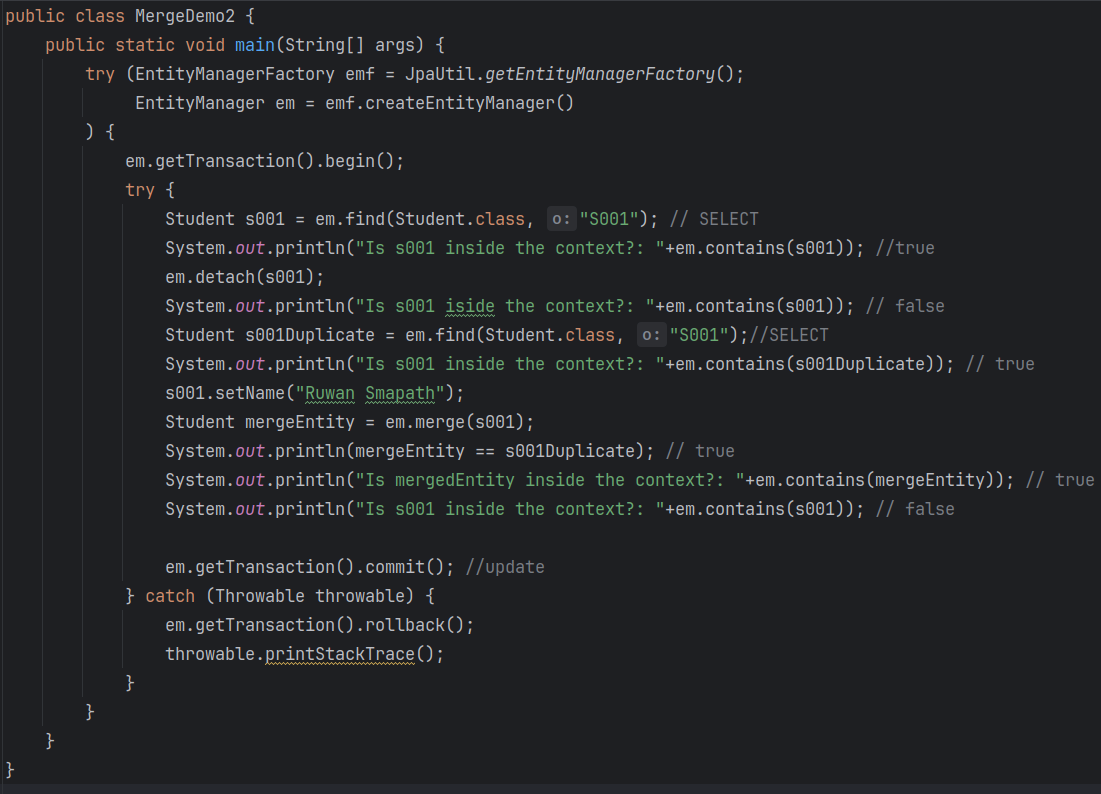 public class MergeDemo2 {
    public static void main(String[] args) {
        try (EntityManagerFactory emf = JpaUtil.getEntityManagerFactory();
             EntityManager em = emf.createEntityManager()
        ) {
            em.getTransaction().begin();
            try {
                Student s001 = em.find(Student.class, o: "S001"); // SELECT
                System.out.println("Is s001 inside the context?: "+em.contains(s001)); //true
                em.detach(s001);
                System.out.println("Is s001 iside the context?: "+em.contains(s001)); // false
                Student s001Duplicate = em.find(Student.class, o: "S001");//SELECT
                System.out.println("Is s001 inside the context?: "+em.contains(s001Duplicate)); // true
                s001.setName("Ruwan Smapath");
                Student mergeEntity = em.merge(s001);
                System.out.println(mergeEntity == s001Duplicate); // true
                System.out.println("Is mergedEntity inside the context?: "+em.contains(mergeEntity)); // true
                System.out.println("Is s001 inside the context?: "+em.contains(s001)); // false

                em.getTransaction().commit(); //update
            } catch (Throwable throwable) {
                em.getTransaction().rollback();
                throwable.printStackTrace();
            }
        }
    }
}